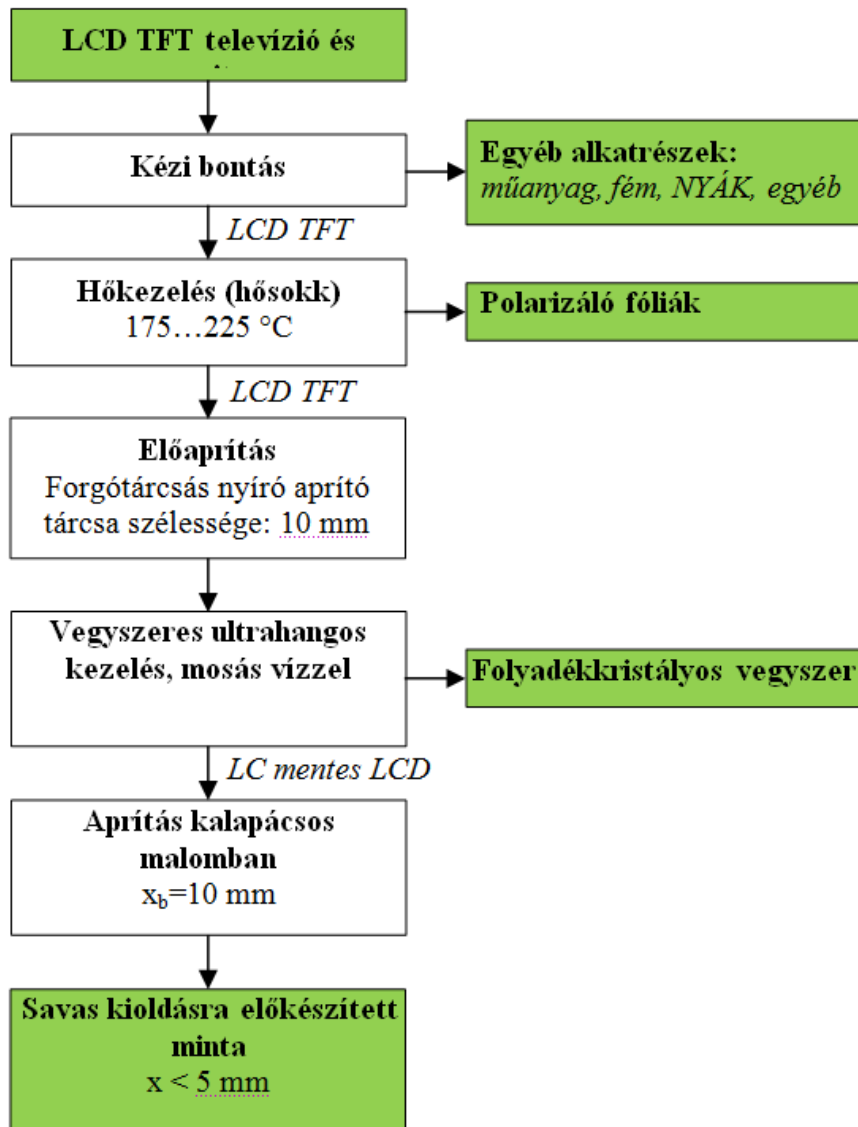 LCD TFT televízió és
Kézi bontás
Egyéb alkatrészek:
műanyag, fém, NYÁK, egyéb
LCD TFT
Hőkezelés (hősokk)
175…225 °C
Polarizáló fóliák
LCD TFT
Előaprítás
Forgótárcsás nyíró aprító
tárcsa szélessége: 10 mm
Vegyszeres ultrahangos
kezelés, mosás vízzel
Folyadékkristályos vegyszer
LC mentes LCD
Aprítás kalapácsos
malomban
xb=10 mm
Savas kioldásra előkészített
minta
x < 5 mm